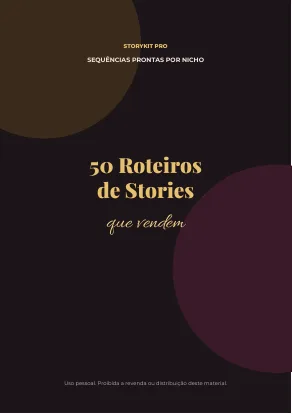 STORYKIT PRO
SEQUÊNCIAS PRONTAS POR NICHO
50 Roteiros
de Stories
que vendem
Uso pessoal. Proibida a revenda ou distribuição deste material.